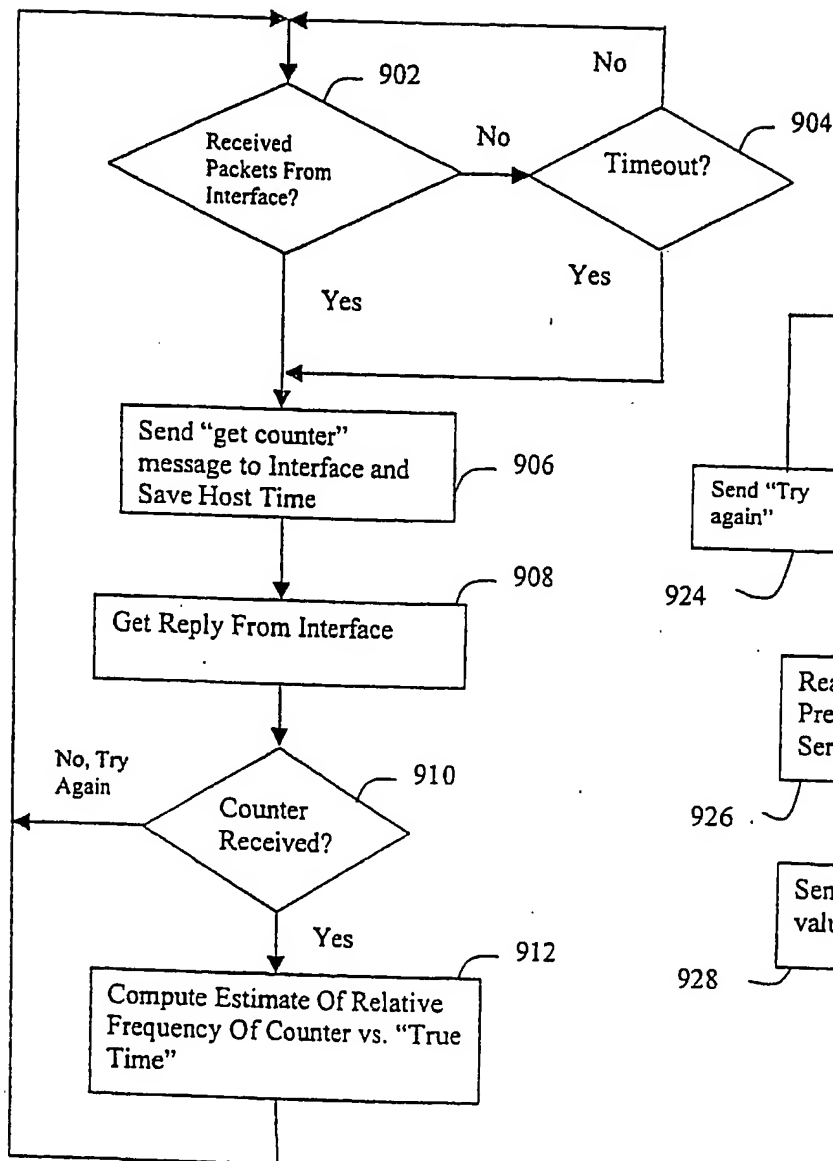 902
Received
Packets From
Interface?
No
No
Timeout?
904
Yes
Yes
Send “get counter”
message to Interface and
Save Host Time
906
Get Reply From Interface
908
Counter
Received?
910
No, Try
Again
Yes
Compute Estimate Of Relative
Frequency Of Counter vs. “True
Time”
912
Send “Try
again”
924
926
928